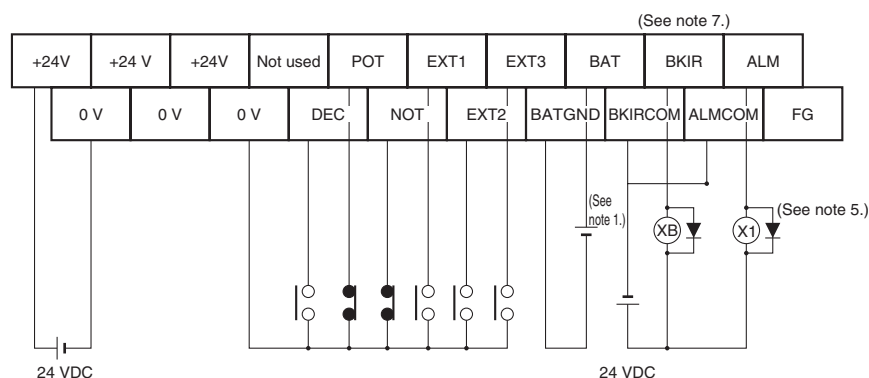 (See note 7.)
+24V +24 V +24V Not used POT EXT1 EXT3 BAT BKIR ALM
0 V 0 V 0 V DEC NOT EXT2 BATGND BKIRCOM ALMCOM FG
(See
note 1.)
(See note 5.)
XB X1
24 VDC 24 VDC